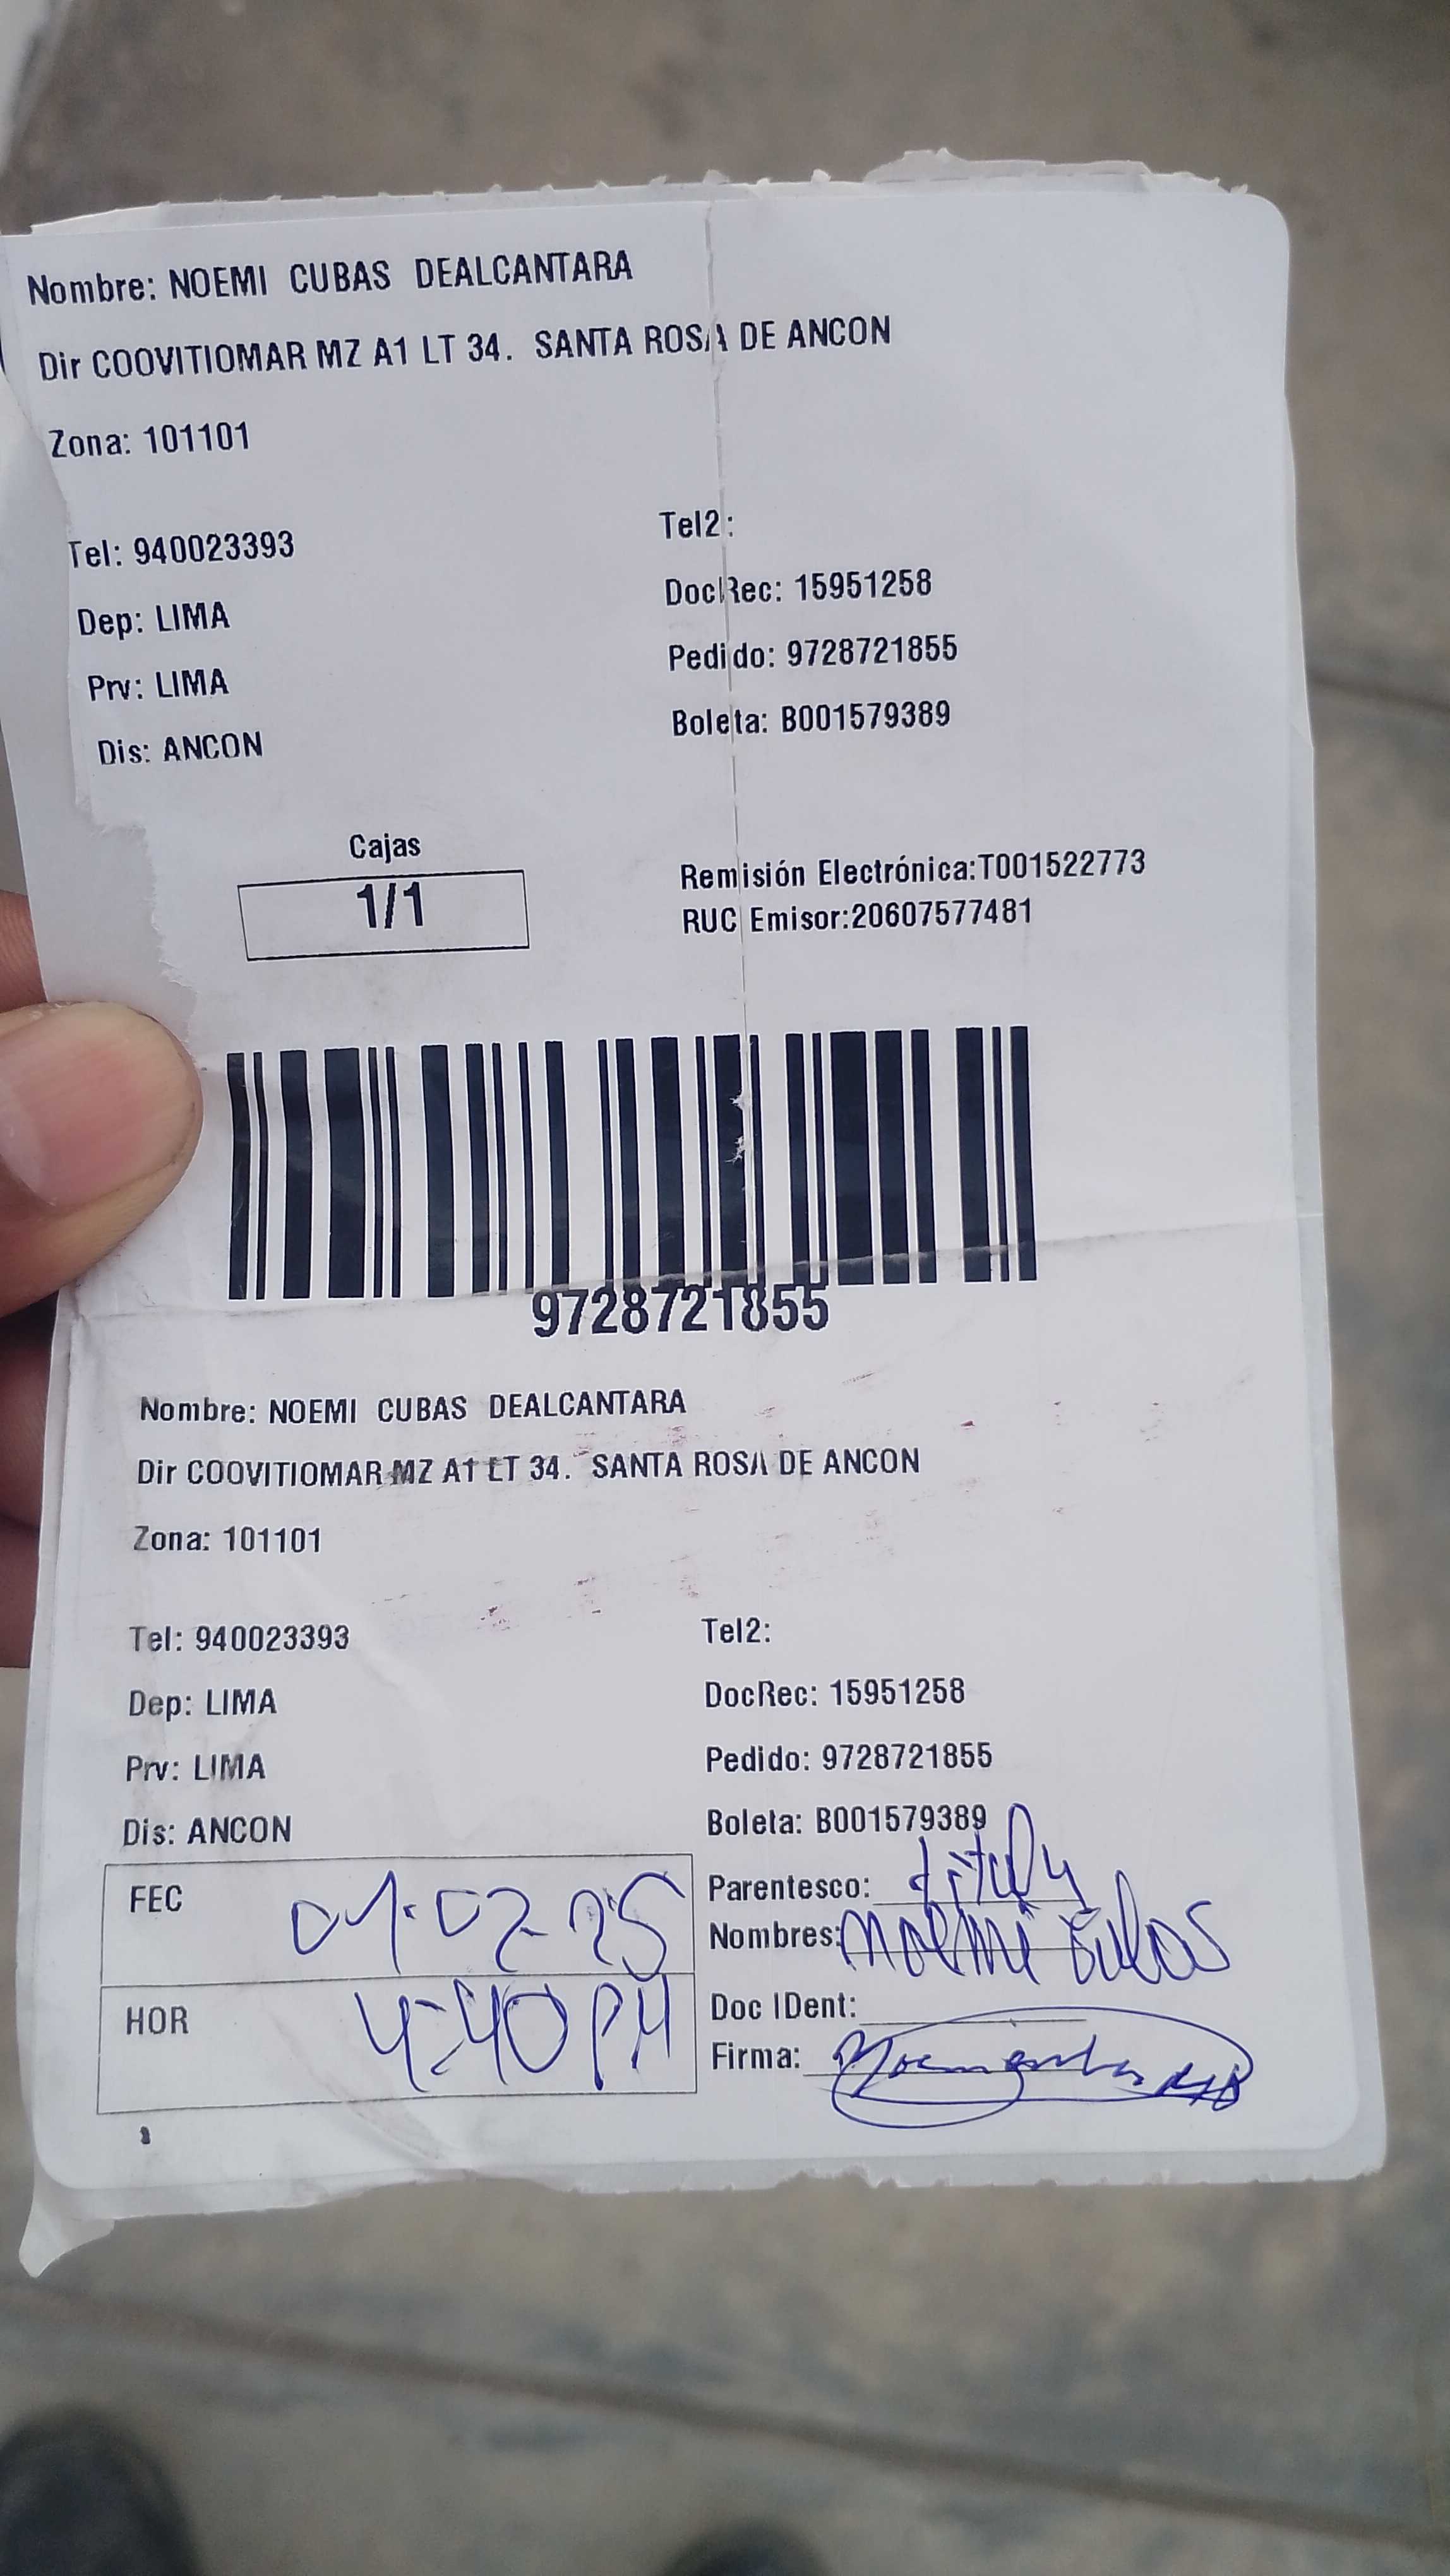 Nombre: NOEMI CUBAS DEALCANTARA
Dir COOVITIOMAR MZ A1 LT 34. SANTA ROSA DE ANCON
Zona: 101101
Tel: 940023393 Tel2:
Dep: LIMA DocRec: 15951258
Prv: LIMA Pedido: 9728721855
Dis: ANCON Boleta: B001579389
Cajas
1/1
Remisión Electrónica:T001522773
RUC Emisor:20607577481
9728721855
Nombre: NOEMI CUBAS DEALCANTARA
Dir COOVITIOMAR MZ A1 LT 34. SANTA ROSA DE ANCON
Zona: 101101
Tel: 940023393 Tel2:
Dep: LIMA DocRec: 15951258
Prv: LIMA Pedido: 9728721855
Dis: ANCON Boleta: B001579389
FEC
HOR 4:40 PM
Parentesco:
Nombres: Noemi
Doc IDent:
Firma: